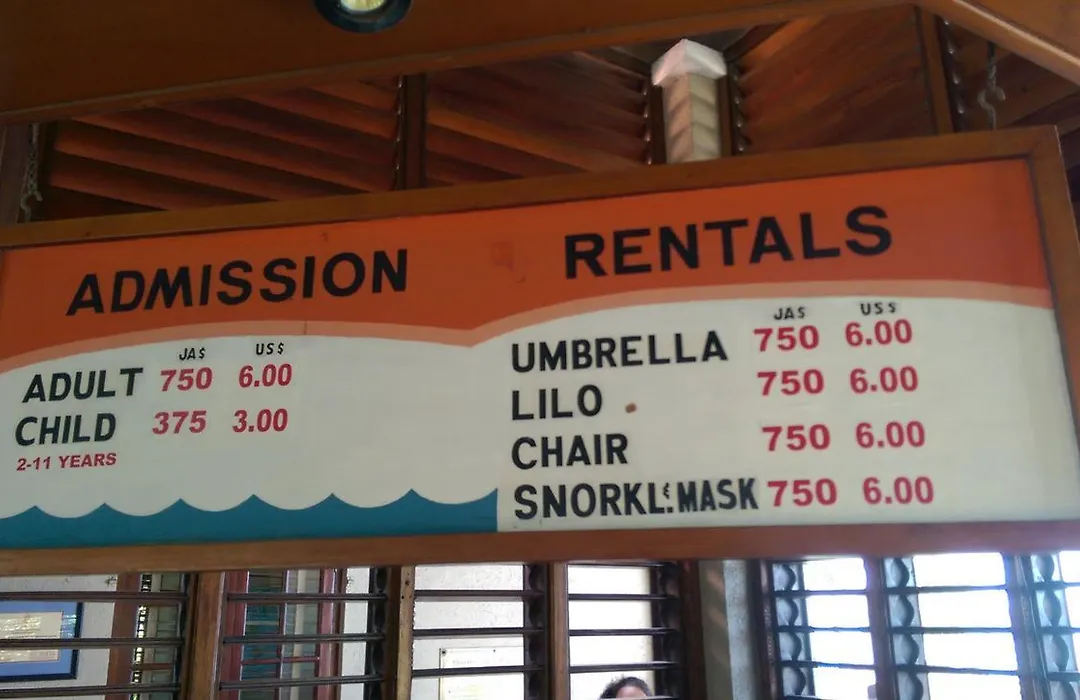 ADMISSION
JA$ US$
ADULT 750 6.00
CHILD 375 3.00
2-11 YEARS
RENTALS
JA$ US$
UMBRELLA 750 6.00
LILO 750 6.00
CHAIR 750 6.00
SNORKL.& MASK 750 6.00